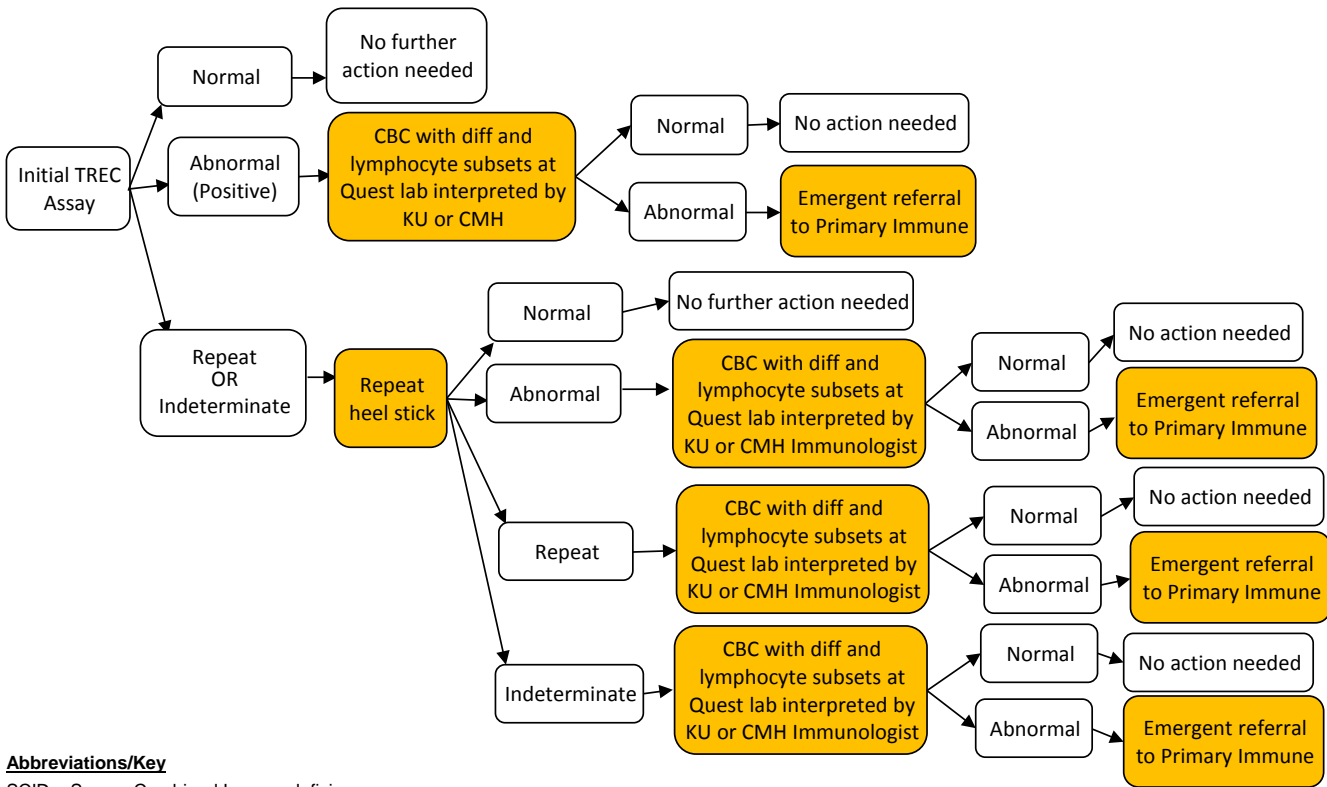 Initial TREC
Assay
Normal
No further
action needed
Abnormal
(Positive)
CBC with diff and
lymphocyte subsets at
Quest lab interpreted by
KU or CMH
Normal
No action needed
Abnormal
Emergent referral
to Primary Immune
Repeat
OR
Indeterminate
Repeat
heel stick
Normal
No further action needed
Abnormal
CBC with diff and
lymphocyte subsets at
Quest lab interpreted by
KU or CMH Immunologist
Normal
No action needed
Abnormal
Emergent referral
to Primary Immune
Repeat
CBC with diff and
lymphocyte subsets at
Quest lab interpreted by
KU or CMH Immunologist
Normal
No action needed
Abnormal
Emergent referral
to Primary Immune
Indeterminate
CBC with diff and
lymphocyte subsets at
Quest lab interpreted by
KU or CMH Immunologist
Normal
No action needed
Abnormal
Emergent referral
to Primary Immune
Abbreviations/Key